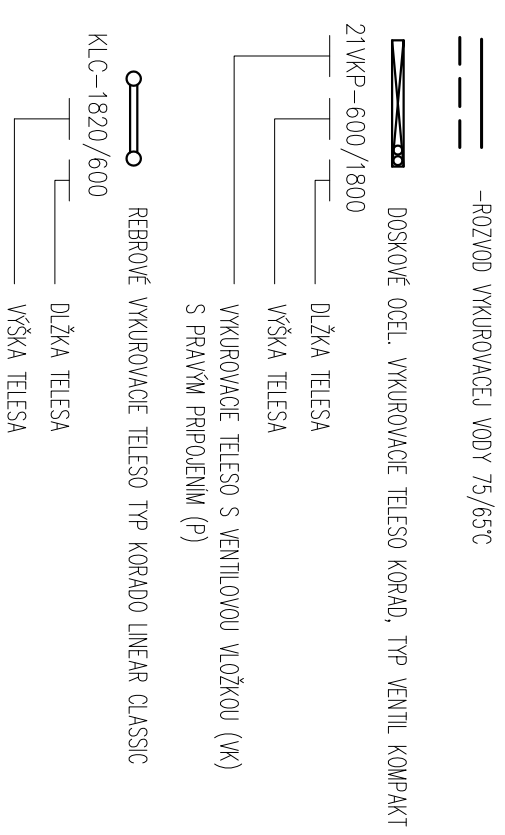 -ROZVOD VYKUROVACEJ VODY 75/65°C
DOSKOVÉ OCEL. VYKUROVACIE TELESO KORAD, TYP VENTIL KOMPAKT
21VKP-600/1800
DLŽKA TELESA
VÝŠKA TELESA
VYKUROVACIE TELESO S VENTILOVOU VLOŽKOU (VK)
S PRAVÝM PRIPOJENÍM (P)
REBROVÉ VYKUROVACIE TELESO TYP KORADO LINEAR CLASSIC
KLC-1820/600
DLŽKA TELESA
VÝŠKA TELESA